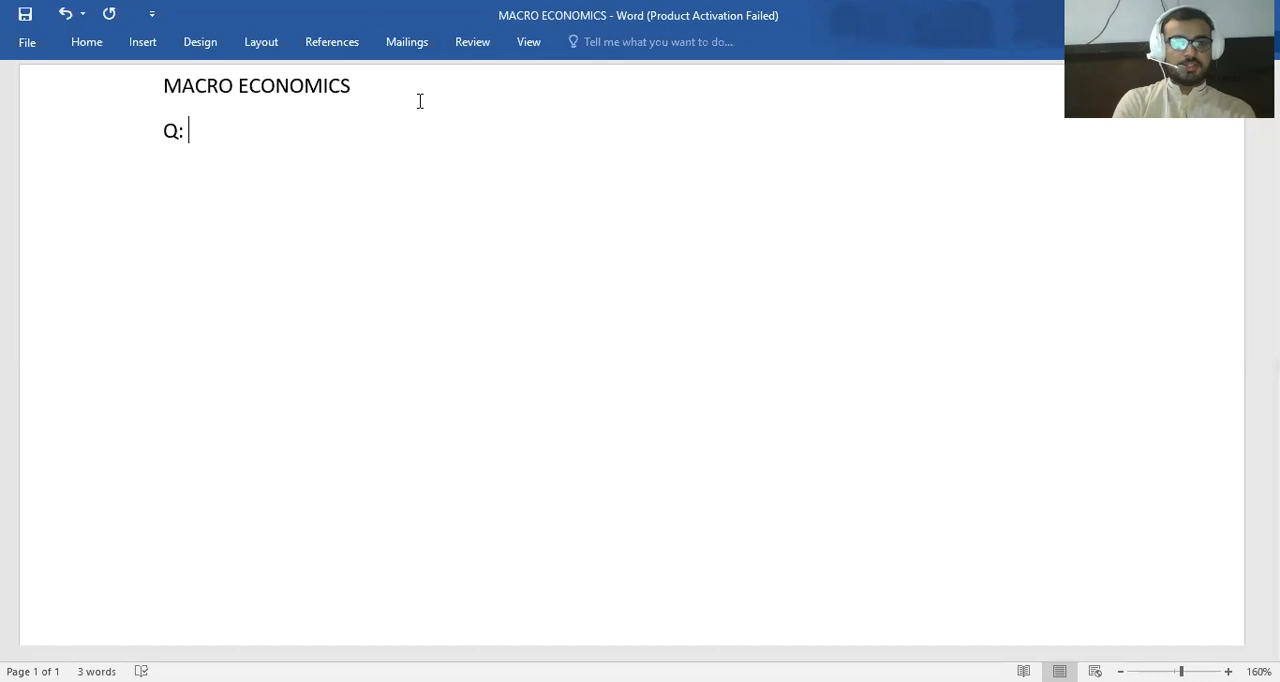 MACRO ECONOMICS - Word (Product Activation Failed)
File Home Insert Design Layout References Mailings Review View Tell me what you want to do...
MACRO ECONOMICS
Q:
Page 1 of 1 3 words 160%